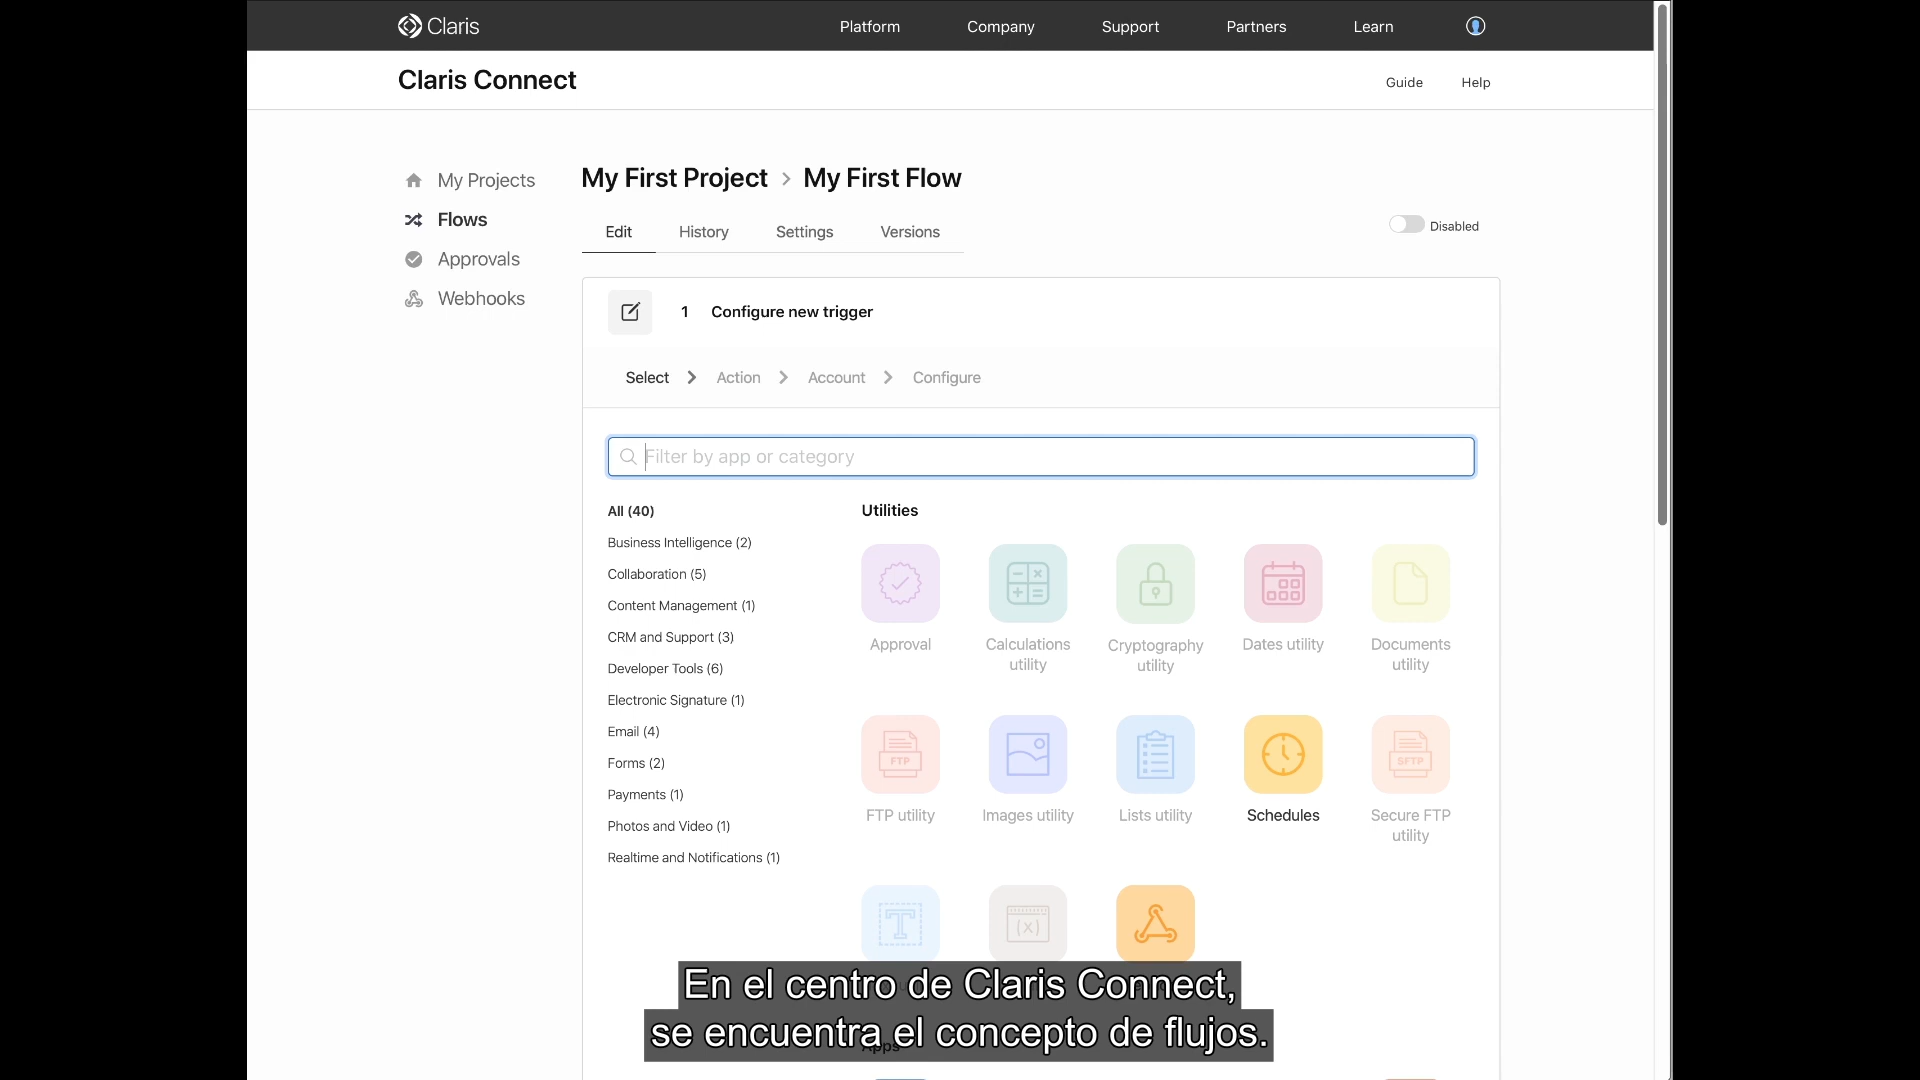 Claris
Platform
Company
Support
Partners
Learn
Claris Connect
Guide
Help
My Projects
Flows
Approvals
Webhooks
My First Project > My First Flow
Edit
History
Settings
Versions
Disabled
1 Configure new trigger
Select > Action > Account > Configure
Filter by app or category
All (40)
Business Intelligence (2)
Collaboration (5)
Content Management (1)
CRM and Support (3)
Developer Tools (6)
Electronic Signature (1)
Email (4)
Forms (2)
Payments (1)
Photos and Video (1)
Realtime and Notifications (1)
Utilities
Approval
Calculations
utility
Cryptography
utility
Dates utility
Documents
utility
FTP
FTP utility
Images utility
Lists utility
Schedules
SFTP
Secure FTP
utility
T
(x)
Apps
En el centro de Claris Connect,
se encuentra el concepto de flujos.